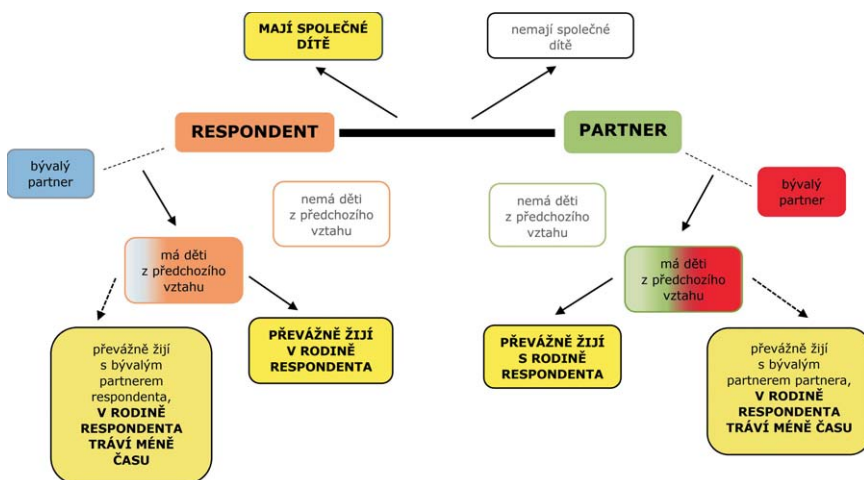 MAJÍ SPOLEČNÉ
DÍTĚ
nemají společné
dítě
RESPONDENT
PARTNER
bývalý
partner
bývalý
partner
nemá děti
z předchozího
vztahu
nemá děti
z předchozího
vztahu
má děti
z předchozího
vztahu
má děti
z předchozího
vztahu
převážně žijí
s bývalým
partnerem
respondenta,
V RODINĚ
RESPONDENTA
TRÁVÍ MÉNĚ
ČASU
PŘEVÁŽNĚ ŽIJÍ
V RODINĚ
RESPONDENTA
PŘEVÁŽNĚ ŽIJÍ
S RODINĚ
RESPONDENTA
převážně žijí
s bývalým
partnerem partnera,
V RODINĚ
RESPONDENTA
TRÁVÍ MÉNĚ ČASU